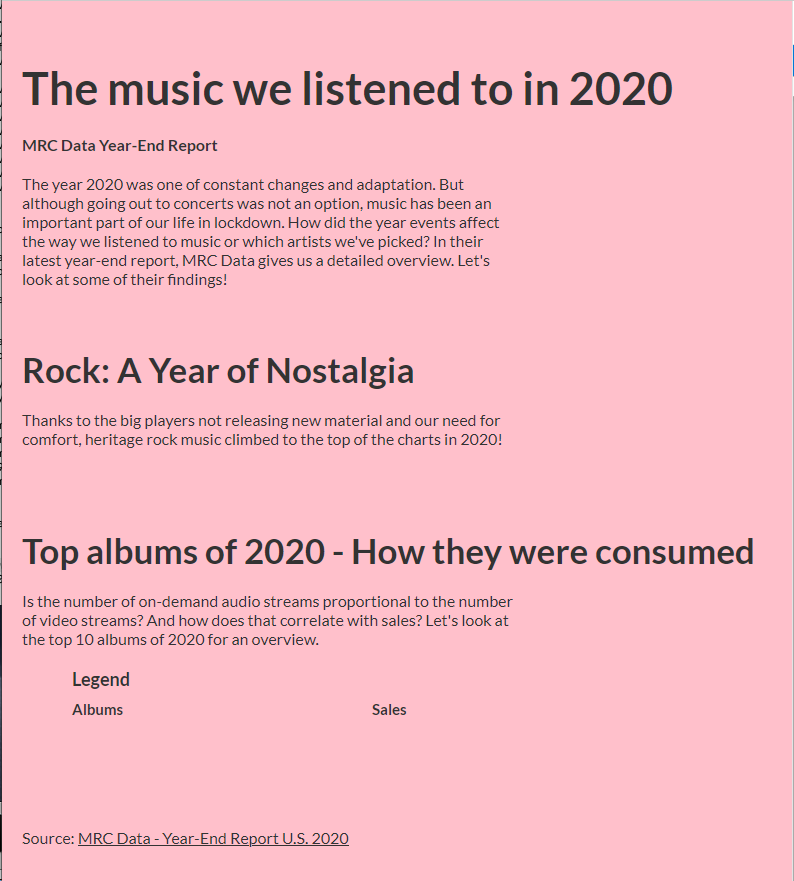 The music we listened to in 2020
MRC Data Year-End Report
The year 2020 was one of constant changes and adaptation. But
although going out to concerts was not an option, music has been an
important part of our life in lockdown. How did the year events affect
the way we listened to music or which artists we've picked? In their
latest year-end report, MRC Data gives us a detailed overview. Let's
look at some of their findings!
Rock: A Year of Nostalgia
Thanks to the big players not releasing new material and our need for
comfort, heritage rock music climbed to the top of the charts in 2020!
Top albums of 2020 - How they were consumed
Is the number of on-demand audio streams proportional to the number
of video streams? And how does that correlate with sales? Let's look at
the top 10 albums of 2020 for an overview.
Legend
Albums
Sales
Source: MRC Data - Year-End Report U.S. 2020